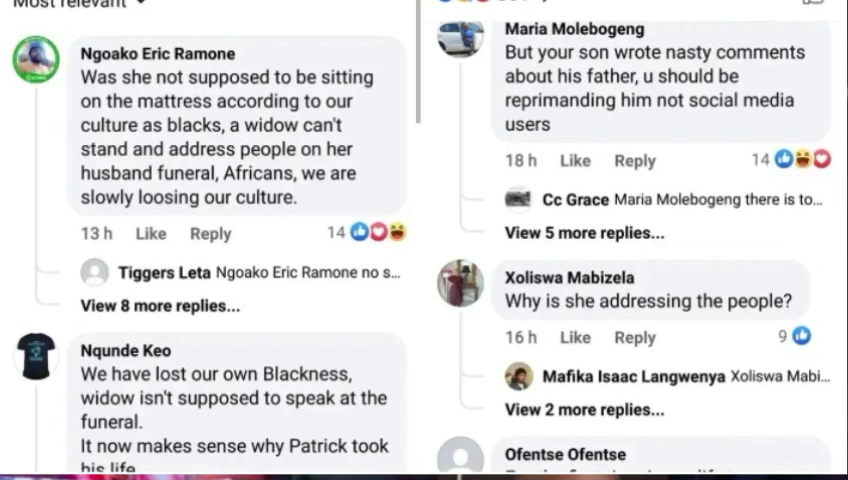 Most relevant
Ngoako Eric Ramone
Was she not supposed to be sitting
on the mattress according to our
culture as blacks, a widow can't
stand and address people on her
husband funeral, Africans, we are
slowly loosing our culture.
13 h Like Reply 14
Tiggers Leta Ngoako Eric Ramone no s...
View 8 more replies...
Nqunde Keo
We have lost our own Blackness,
widow isn't supposed to speak at the
funeral.
It now makes sense why Patrick took
his life
Maria Molebogeng
But your son wrote nasty comments
about his father, u should be
reprimanding him not social media
users
18 h Like Reply 14
Cc Grace Maria Molebogeng there is to...
View 5 more replies...
Xoliswa Mabizela
Why is she addressing the people?
16 h Like Reply 9
Mafika Isaac Langwenya Xoliswa Mabi...
View 2 more replies...
Ofentse Ofentse